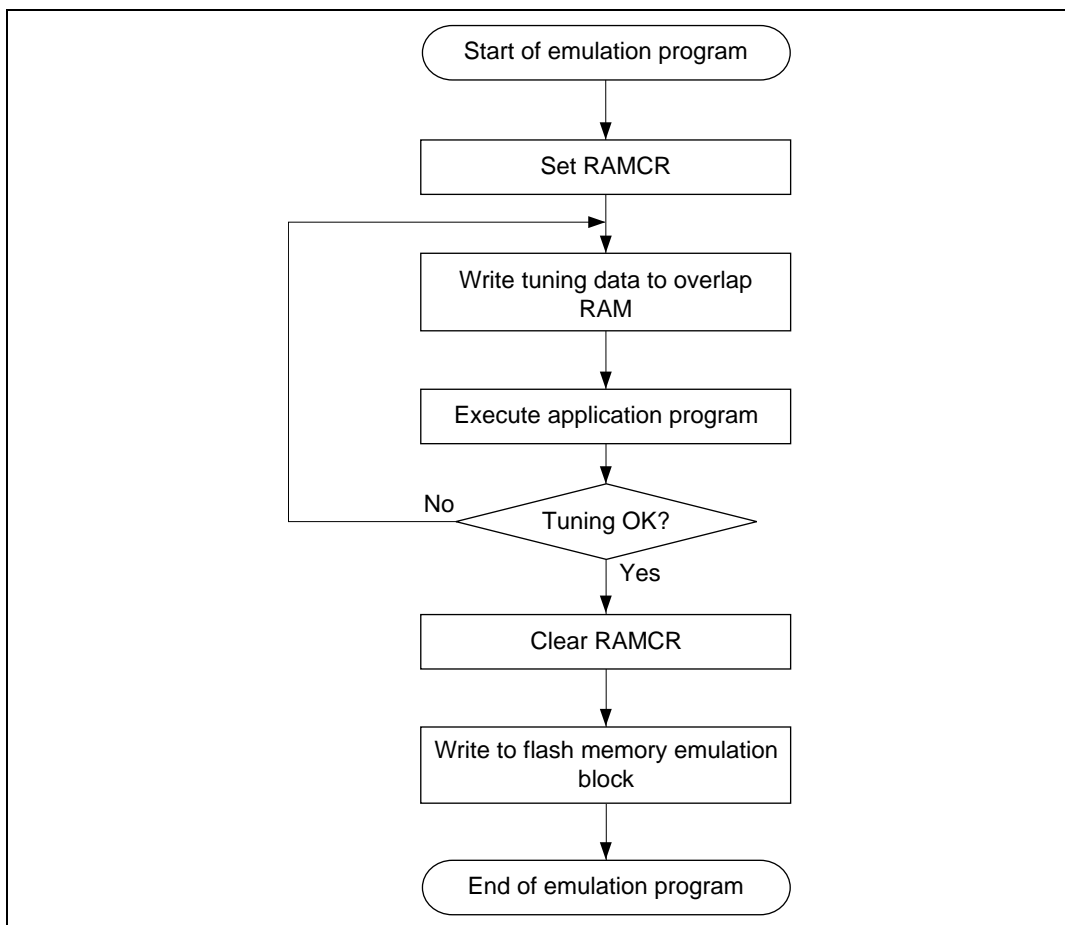 Start of emulation program
Set RAMCR
Write tuning data to overlap
RAM
Execute application program
No
Tuning OK?
Yes
Clear RAMCR
Write to flash memory emulation
block
End of emulation program